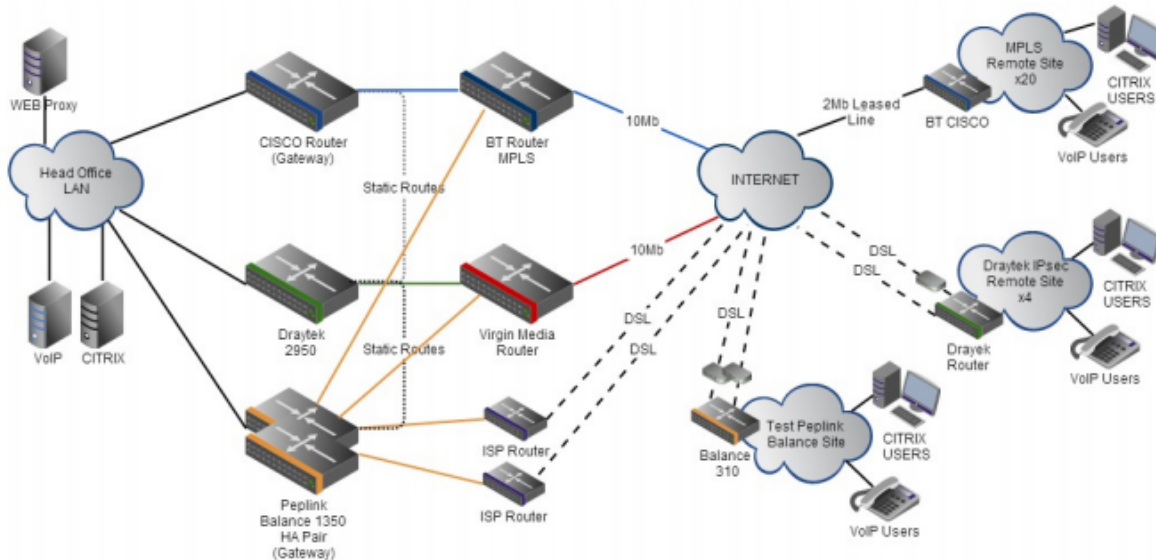 WEB Proxy
Head Office
LAN
VoIP
CITRIX
CISCO Router
(Gateway)
BT Router
MPLS
Static Routes
Draytek
2950
Virgin Media
Router
Static Routes
Peplink
Balance 1350
HA Pair
(Gateway)
ISP Router
ISP Router
10Mb
10Mb
INTERNET
DSL
DSL
DSL
2Mb Leased
Line
BT CISCO
MPLS
Remote Site
x20
CITRIX
USERS
VoIP Users
DSL
DSL
Draytek IPsec
Remote Site
x4
Drayek
Router
CITRIX
USERS
VoIP Users
Balance
310
Test Peplink
Balance Site
CITRIX
USERS
VoIP Users